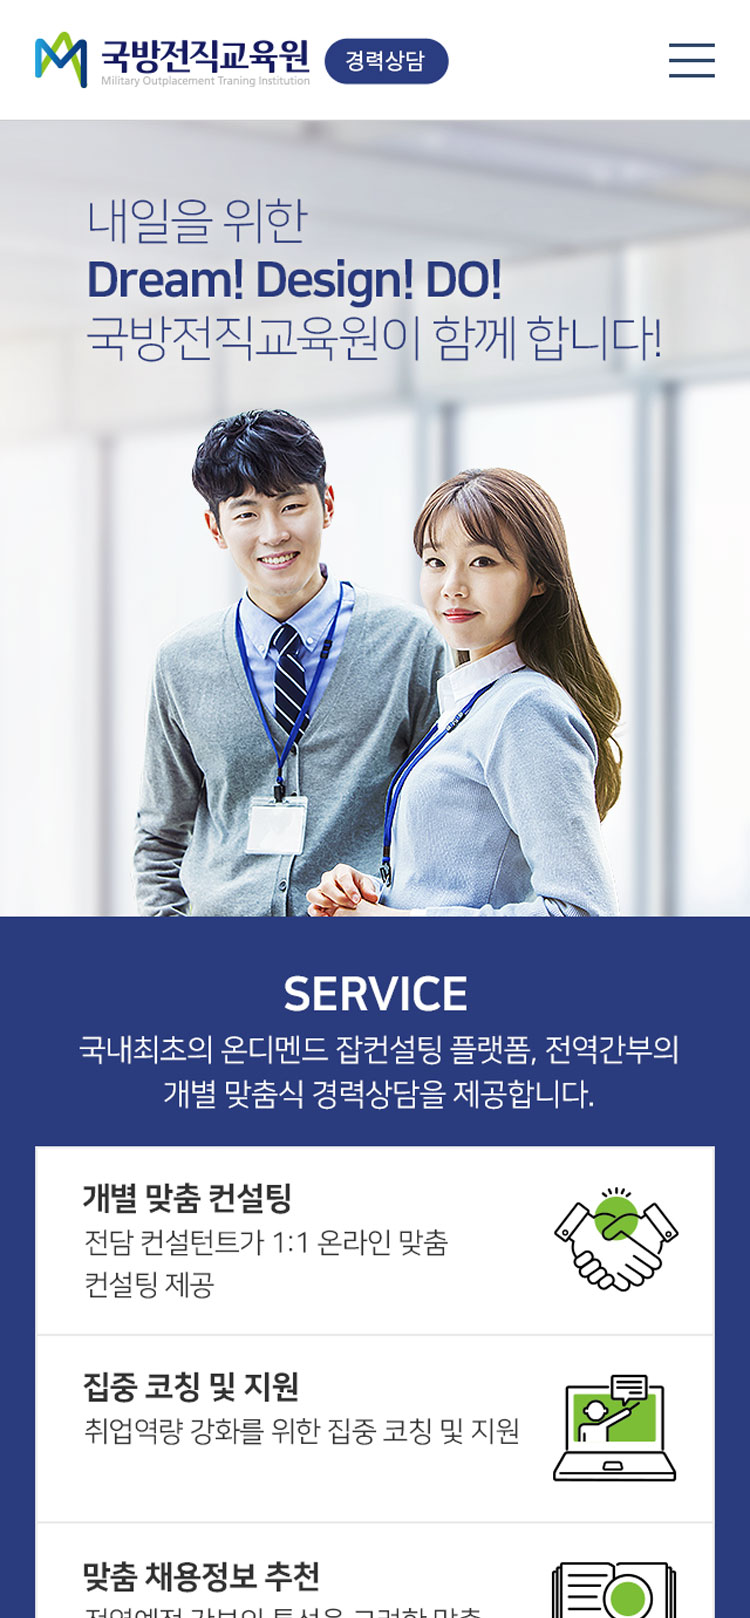 국방전직교육원
Military Outplacement Traning Institution
경력상담
내일을 위한
Dream! Design! DO!
국방전직교육원이 함께 합니다!
SERVICE
국내최초의 온디멘드 잡컨설팅 플랫폼, 전역간부의
개별 맞춤식 경력상담을 제공합니다.
개별 맞춤 컨설팅
전담 컨설턴트가 1:1 온라인 맞춤
컨설팅 제공
집중 코칭 및 지원
취업역량 강화를 위한 집중 코칭 및 지원
맞춤 채용정보 추천